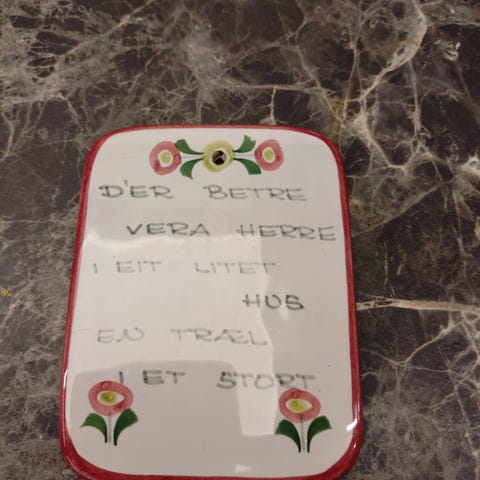 D'ER BETRE
VERA HERRE
I EIT LITET
HUS
EN TRÆL
I ET STORT